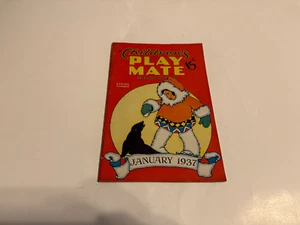 Children's
PLAY
MATE
15¢
JANUARY 1937